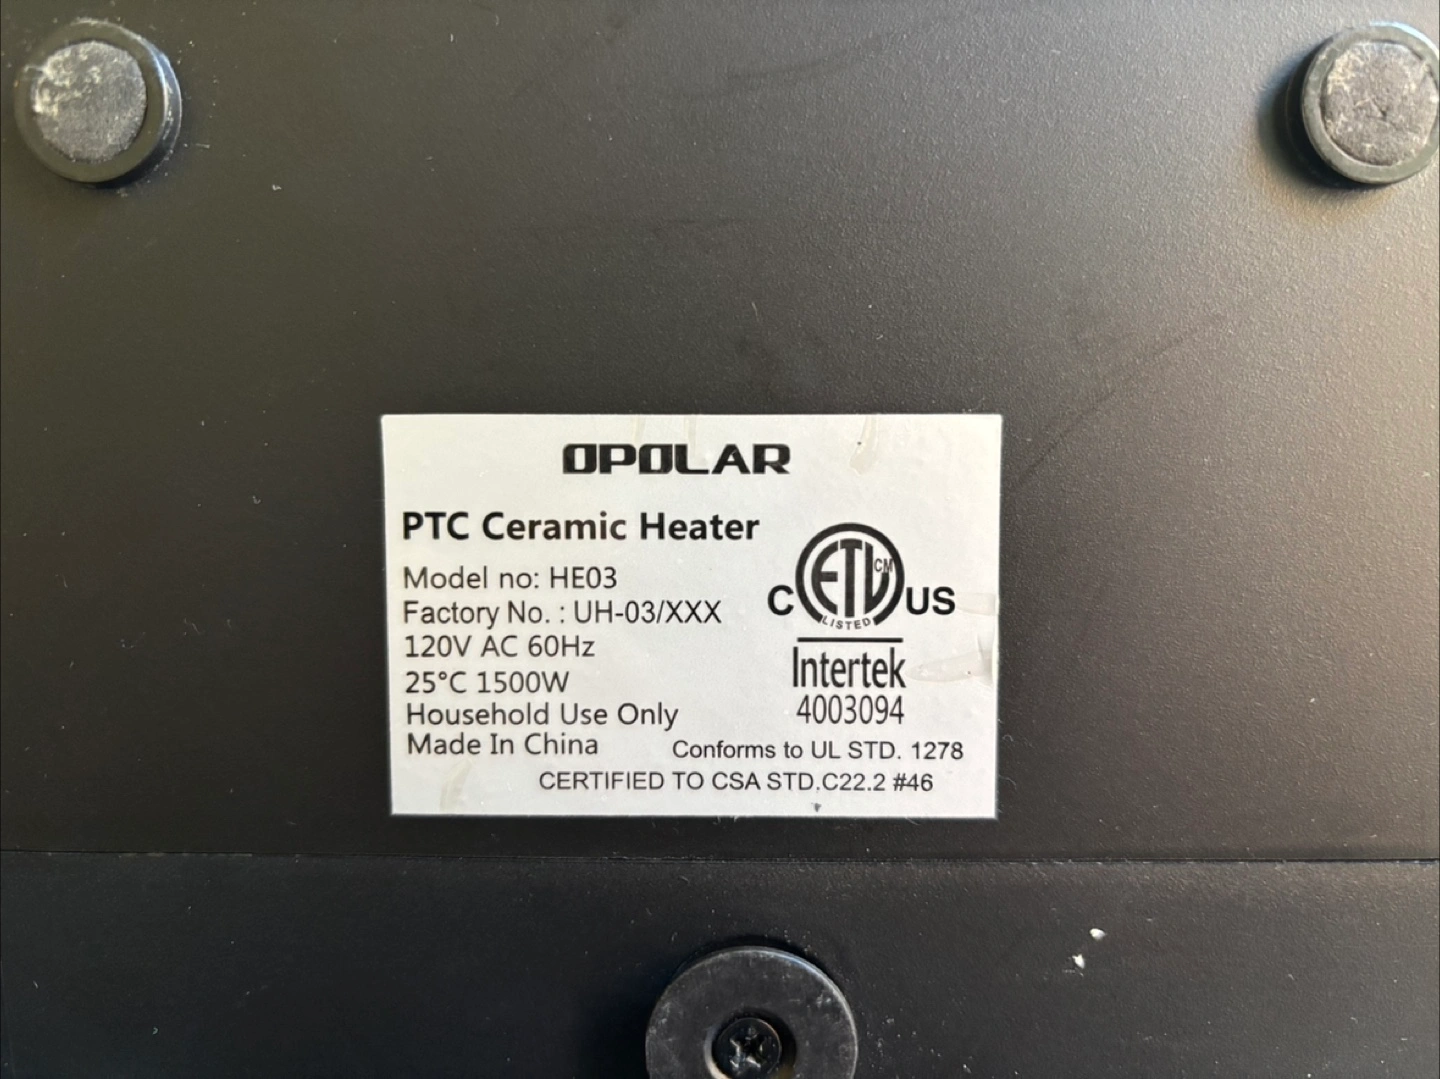 OPOLAR
PTC Ceramic Heater
Model no: HE03
Factory No. : UH-03/XXX
120V AC 60Hz
25°C 1500W
Household Use Only
Made In China
C ETL CM US
LISTED
Intertek
4003094
Conforms to UL STD. 1278
CERTIFIED TO CSA STD.C22.2 #46